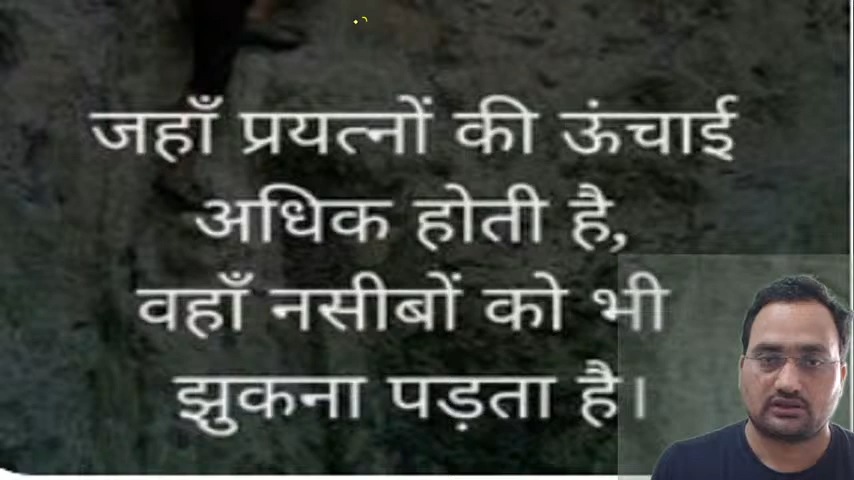 जहाँ प्रयत्नों की ऊंचाई
अधिक होती है,
वहाँ नसीबों को भी
झुकना पड़ता है।